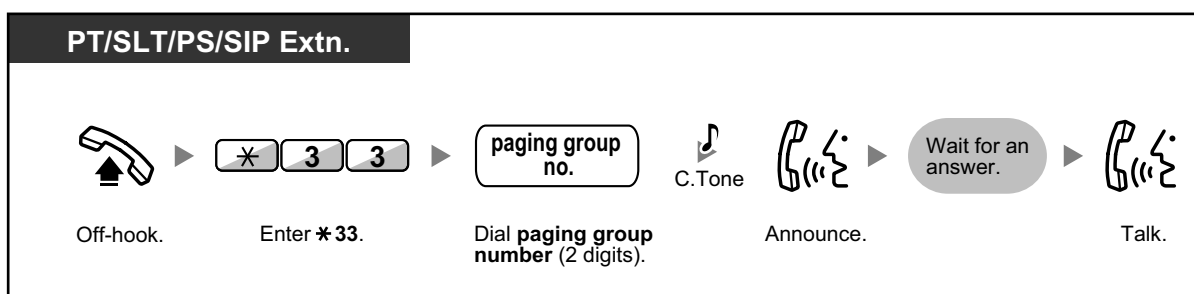 PT/SLT/PS/SIP Extn.
* 3 3
paging group
no.
C.Tone
Wait for an
answer.
Off-hook.
Enter *33.
Dial paging group
number (2 digits).
Announce.
Talk.